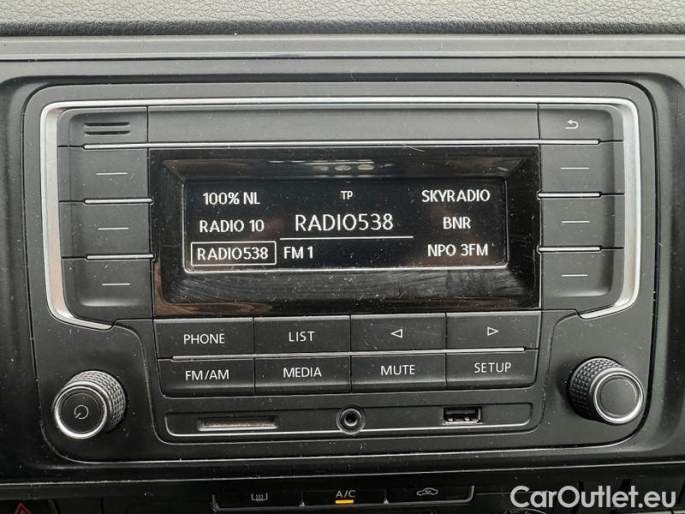 100% NL TP SKYRADIO
RADIO 10 RADIO538 BNR
RADIO538 FM 1 NPO 3FM
PHONE LIST
FM/AM MEDIA MUTE SETUP
A/C
CarOutlet.eu